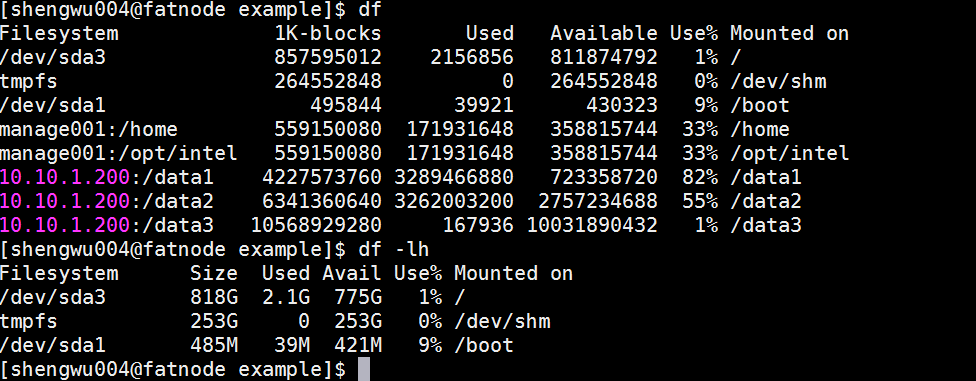 [shengwu004@fatnode example]$ df
Filesystem 1K-blocks Used Available Use% Mounted on
/dev/sda3 857595012 2156856 811874792 1% /
tmpfs 264552848 0 264552848 0% /dev/shm
/dev/sda1 495844 39921 430323 9% /boot
manage001:/home 559150080 171931648 358815744 33% /home
manage001:/opt/intel 559150080 171931648 358815744 33% /opt/intel
10.10.1.200:/data1 4227573760 3289466880 723358720 82% /data1
10.10.1.200:/data2 6341360640 3262003200 2757234688 55% /data2
10.10.1.200:/data3 10568929280 167936 10031890432 1% /data3
[shengwu004@fatnode example]$ df -lh
Filesystem Size Used Avail Use% Mounted on
/dev/sda3 818G 2.1G 775G 1% /
tmpfs 253G 0 253G 0% /dev/shm
/dev/sda1 485M 39M 421M 9% /boot
[shengwu004@fatnode example]$